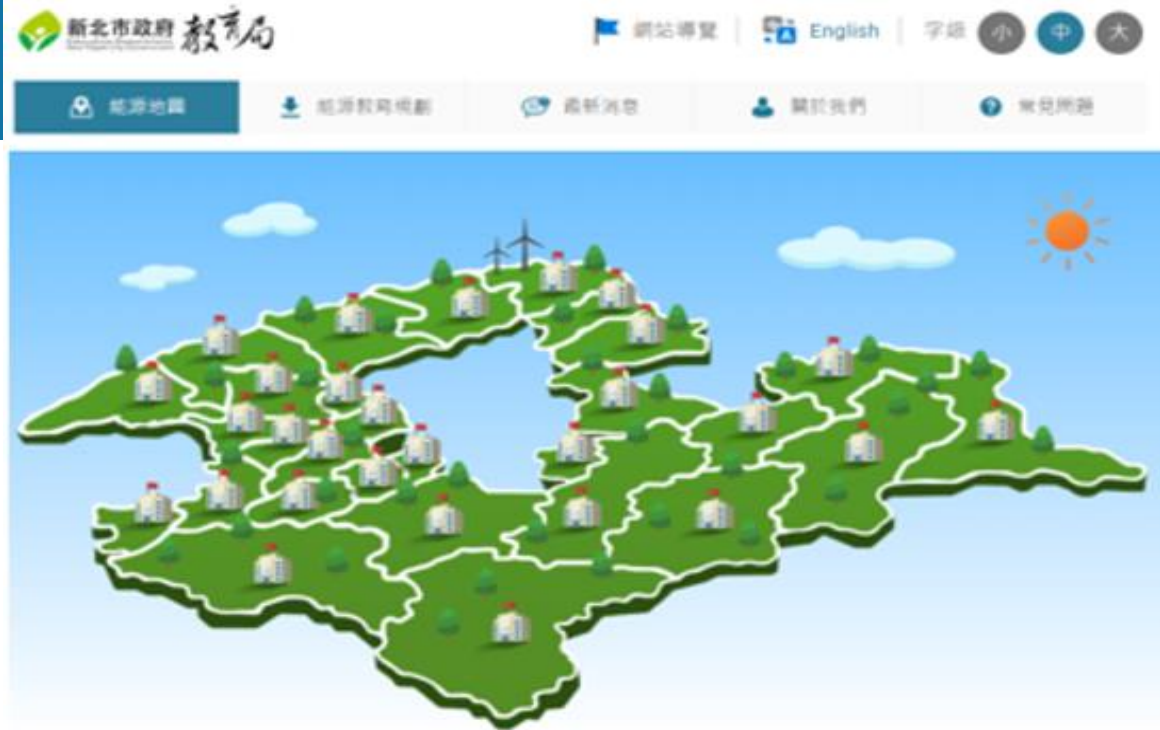 新北市政府 教育局 網站導覽 English 字級 小 中 大
能源地圖 能源教育規劃 最新消息 關於我們 常見問題